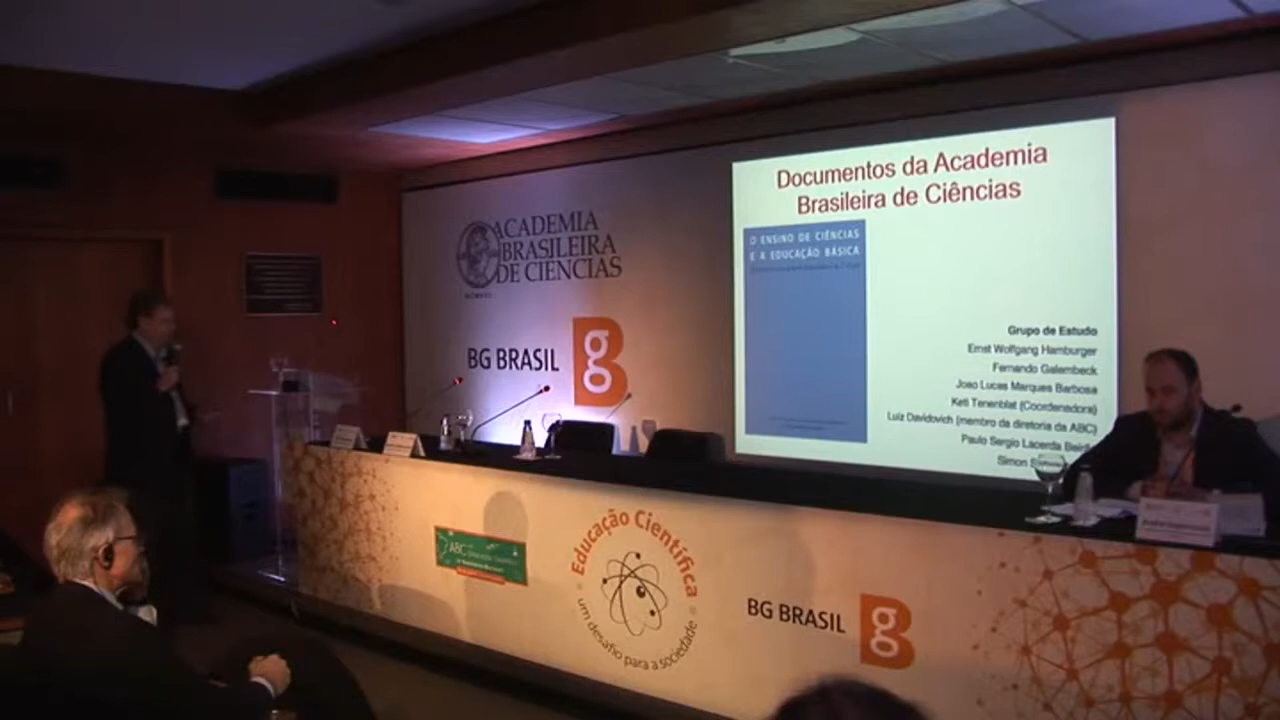 ACADEMIA
BRASILEIRA
DE CIENCIAS
BG BRASIL
g
Documentos da Academia
Brasileira de Ciências
O ENSINO DE CIÊNCIAS
E A EDUCAÇÃO BÁSICA
Grupo de Estudo
Ernst Wolfgang Hamburger
Fernando Galembeck
Joao Lucas Marques Barbosa
Keti Tenenblat (Coordenadora)
Luiz Davidovich (membro da diretoria da ABC)
Paulo Sergio Lacerda
Simon
ABC
Educação Científica
um desafio para a sociedade
BG BRASIL
g